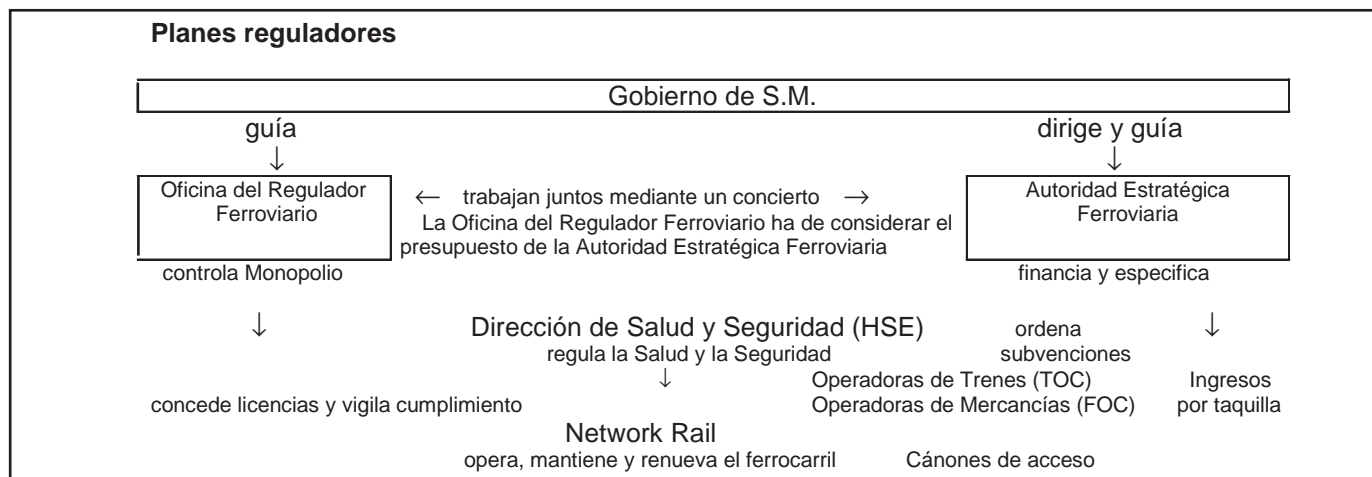 Planes reguladores
Gobierno de S.M.
guía dirige y guía
↓ ↓
Oficina del Regulador
Ferroviario
← trabajan juntos mediante un concierto →
La Oficina del Regulador Ferroviario ha de considerar el
presupuesto de la Autoridad Estratégica Ferroviaria
Autoridad Estratégica
Ferroviaria
controla Monopolio financia y especifica
↓ Dirección de Salud y Seguridad (HSE) ordena ↓
regula la Salud y la Seguridad subvenciones
↓ Operadoras de Trenes (TOC) Ingresos
concede licencias y vigila cumplimiento Operadoras de Mercancías (FOC) por taquilla
Network Rail
opera, mantiene y renueva el ferrocarril Cánones de acceso